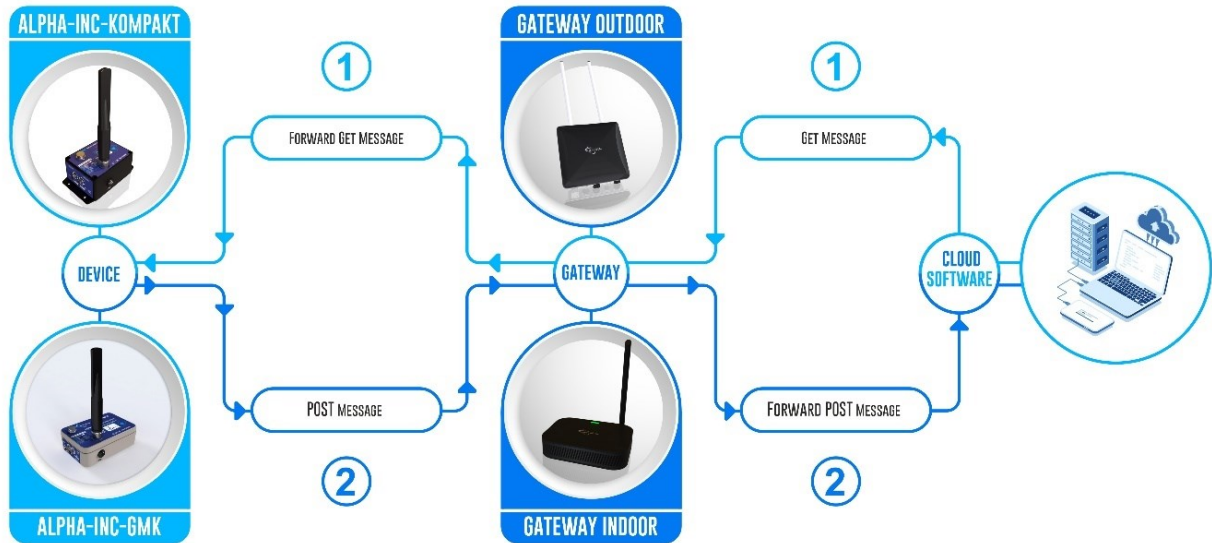 ALPHA-INC-KOMPAKT
GATEWAY OUTDOOR
1
1
FORWARD GET MESSAGE
GET MESSAGE
DEVICE
GATEWAY
CLOUD
SOFTWARE
POST MESSAGE
FORWARD POST MESSAGE
2
2
ALPHA-INC-GMK
GATEWAY INDOOR